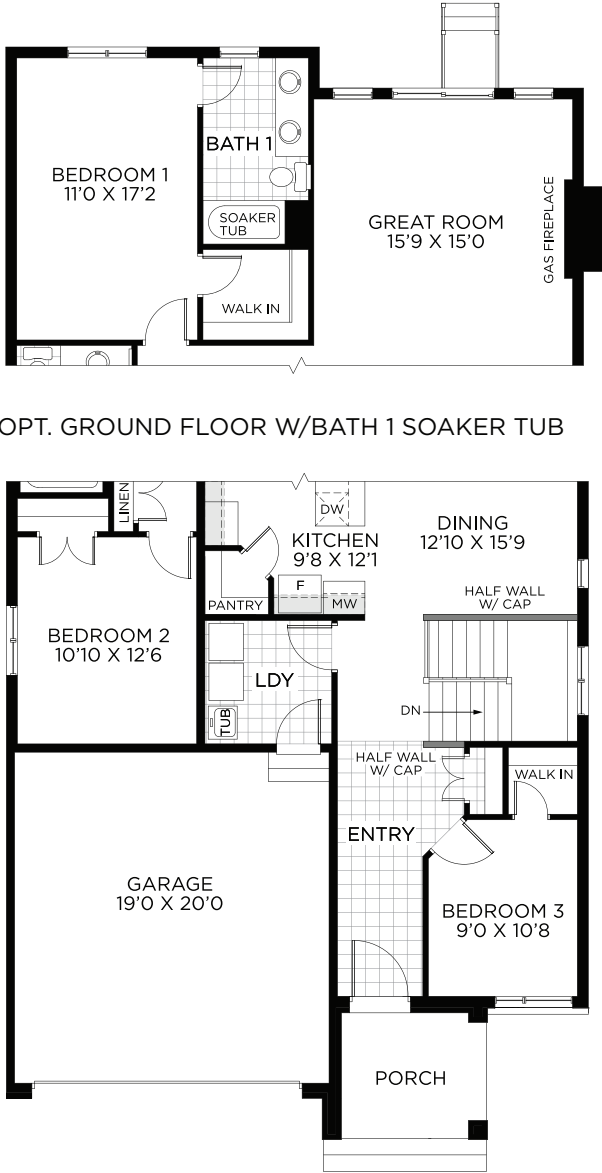 BATH 1
BEDROOM 1
11'0 X 17'2
SOAKER
TUB
GREAT ROOM
15'9 X 15'0
GAS FIREPLACE
WALK IN
OPT. GROUND FLOOR W/BATH 1 SOAKER TUB
LINEN
DW
KITCHEN
9'8 X 12'1
DINING
12'10 X 15'9
F
MW
PANTRY
HALF WALL
W/ CAP
BEDROOM 2
10'10 X 12'6
LDY
TUB
DN
HALF WALL
W/ CAP
WALK IN
ENTRY
GARAGE
19'0 X 20'0
BEDROOM 3
9'0 X 10'8
PORCH